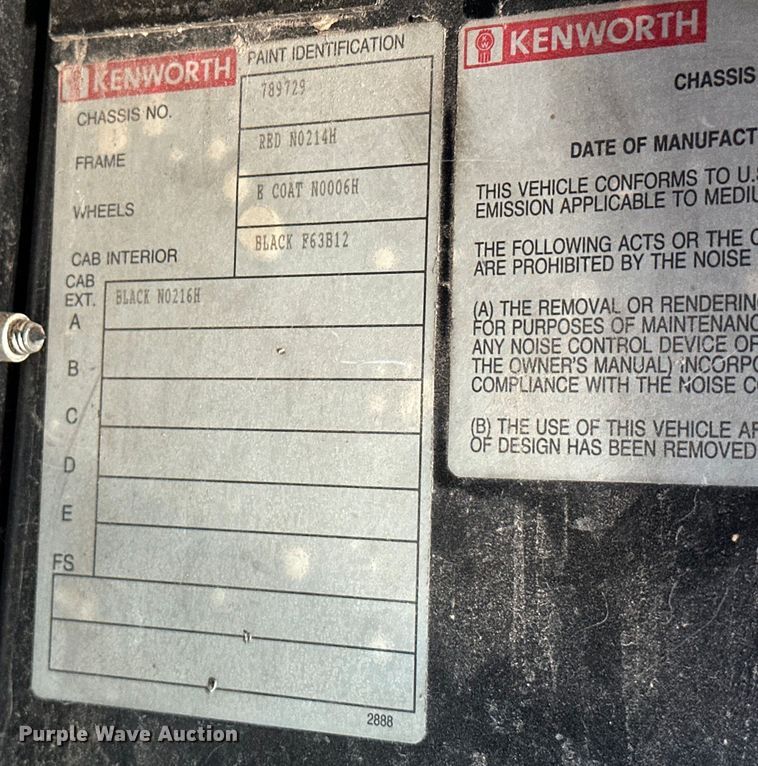 KENWORTH PAINT IDENTIFICATION
CHASSIS NO. 789729
FRAME RED N0214H
WHEELS E COAT N0006H
CAB INTERIOR BLACK F63B12
CAB
EXT.
A BLACK N0216H
B
C
D
E
FS
2888
KENWORTH
CHASSIS
DATE OF MANUFACT
THIS VEHICLE CONFORMS TO U.S
EMISSION APPLICABLE TO MEDIU
THE FOLLOWING ACTS OR THE C
ARE PROHIBITED BY THE NOISE
(A) THE REMOVAL OR RENDERIN
FOR PURPOSES OF MAINTENANC
ANY NOISE CONTROL DEVICE OF
THE OWNER'S MANUAL) INCORPO
COMPLIANCE WITH THE NOISE CO
(B) THE USE OF THIS VEHICLE AF
OF DESIGN HAS BEEN REMOVED
Purple Wave Auction